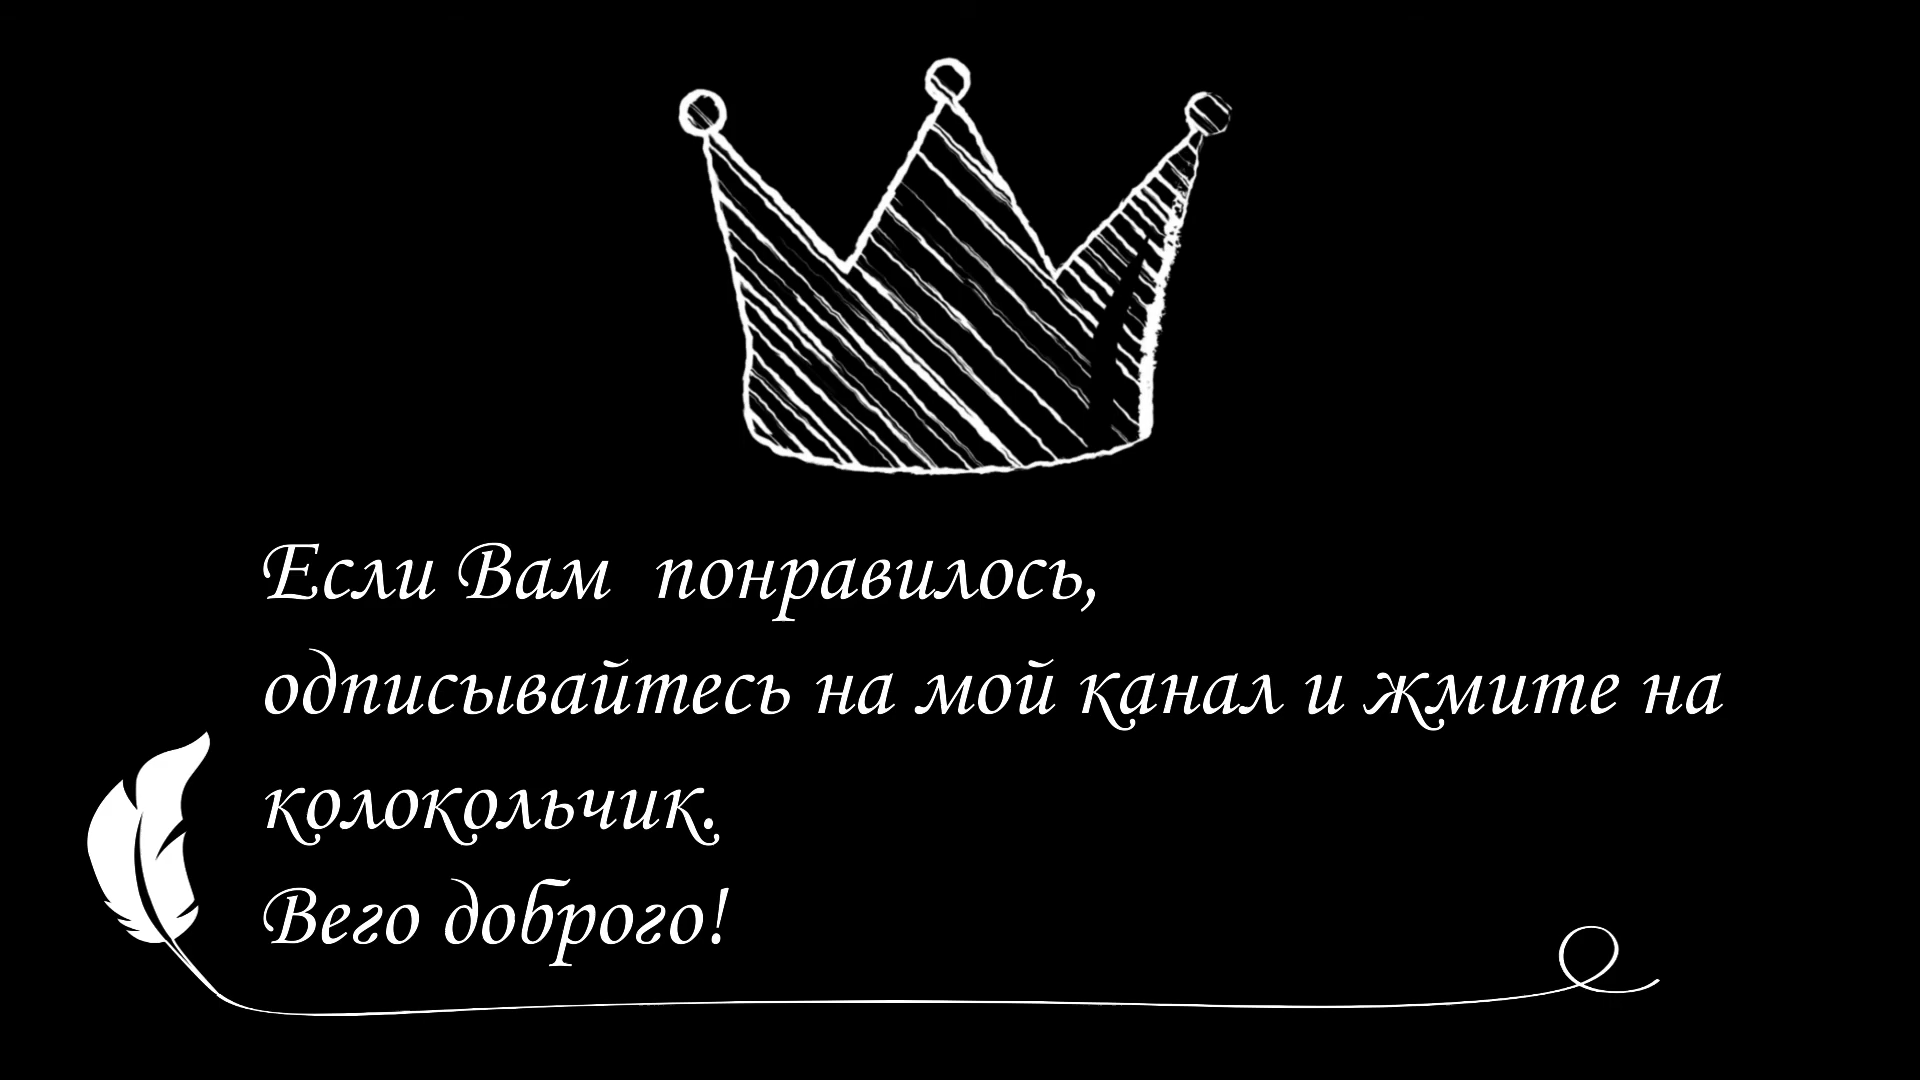 Если Вам  понравилось,
одписывайтесь на мой канал и жмите на
колокольчик.
Вего доброго!